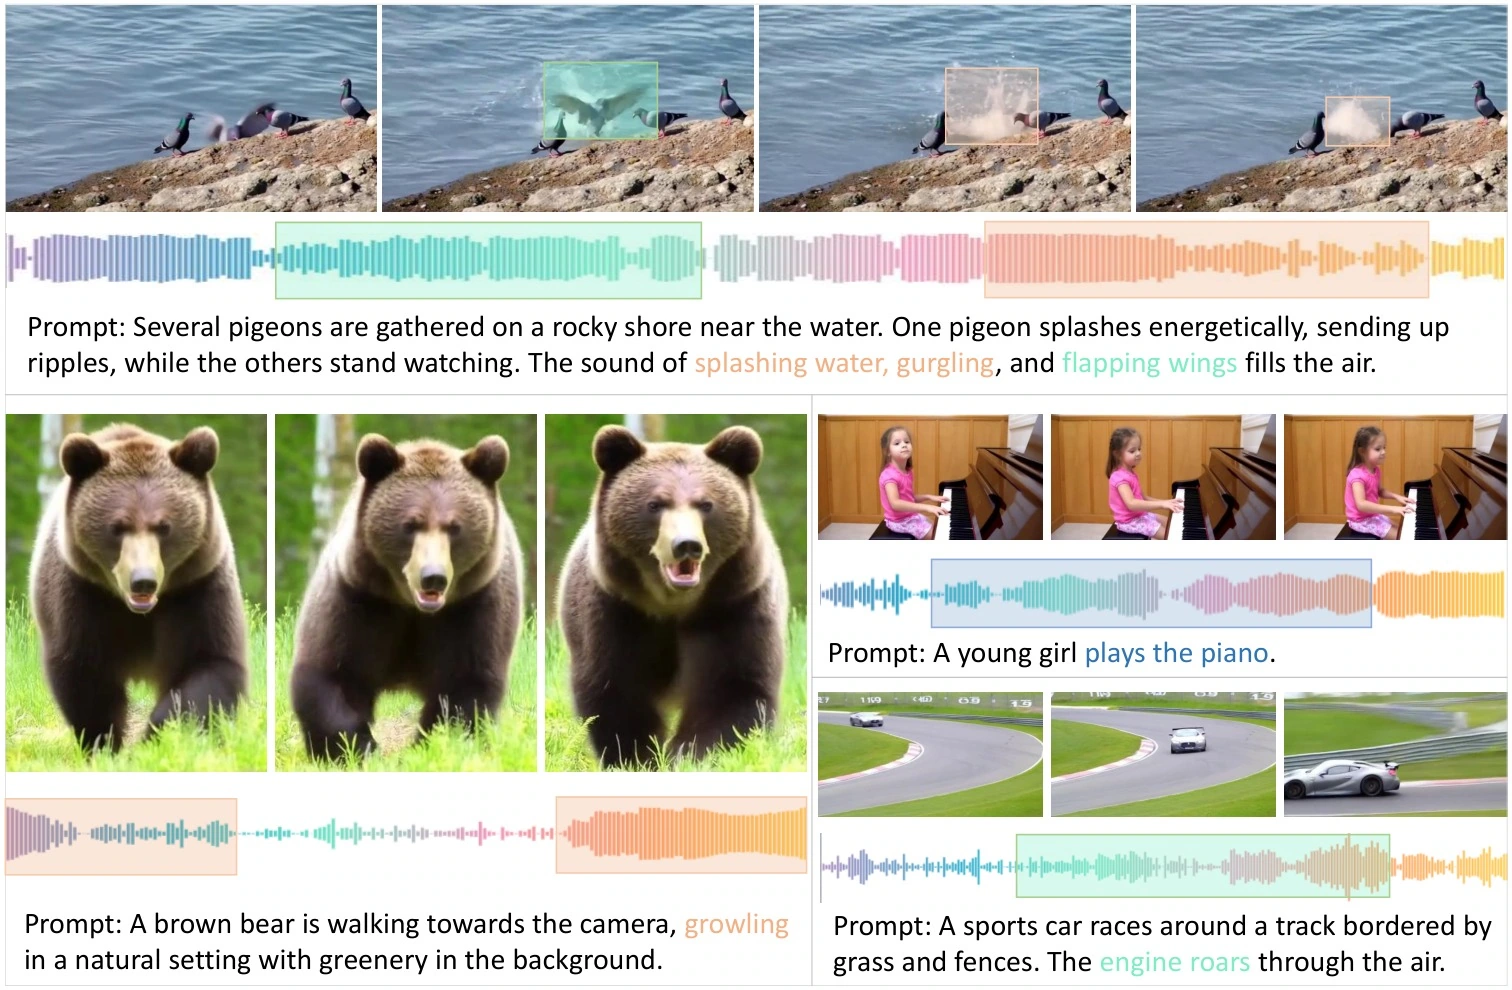 Prompt: Several pigeons are gathered on a rocky shore near the water. One pigeon splashes energetically, sending up
ripples, while the others stand watching. The sound of splashing water, gurgling, and flapping wings fills the air.
Prompt: A brown bear is walking towards the camera, growling
in a natural setting with greenery in the background.
Prompt: A young girl plays the piano.
Prompt: A sports car races around a track bordered by
grass and fences. The engine roars through the air.